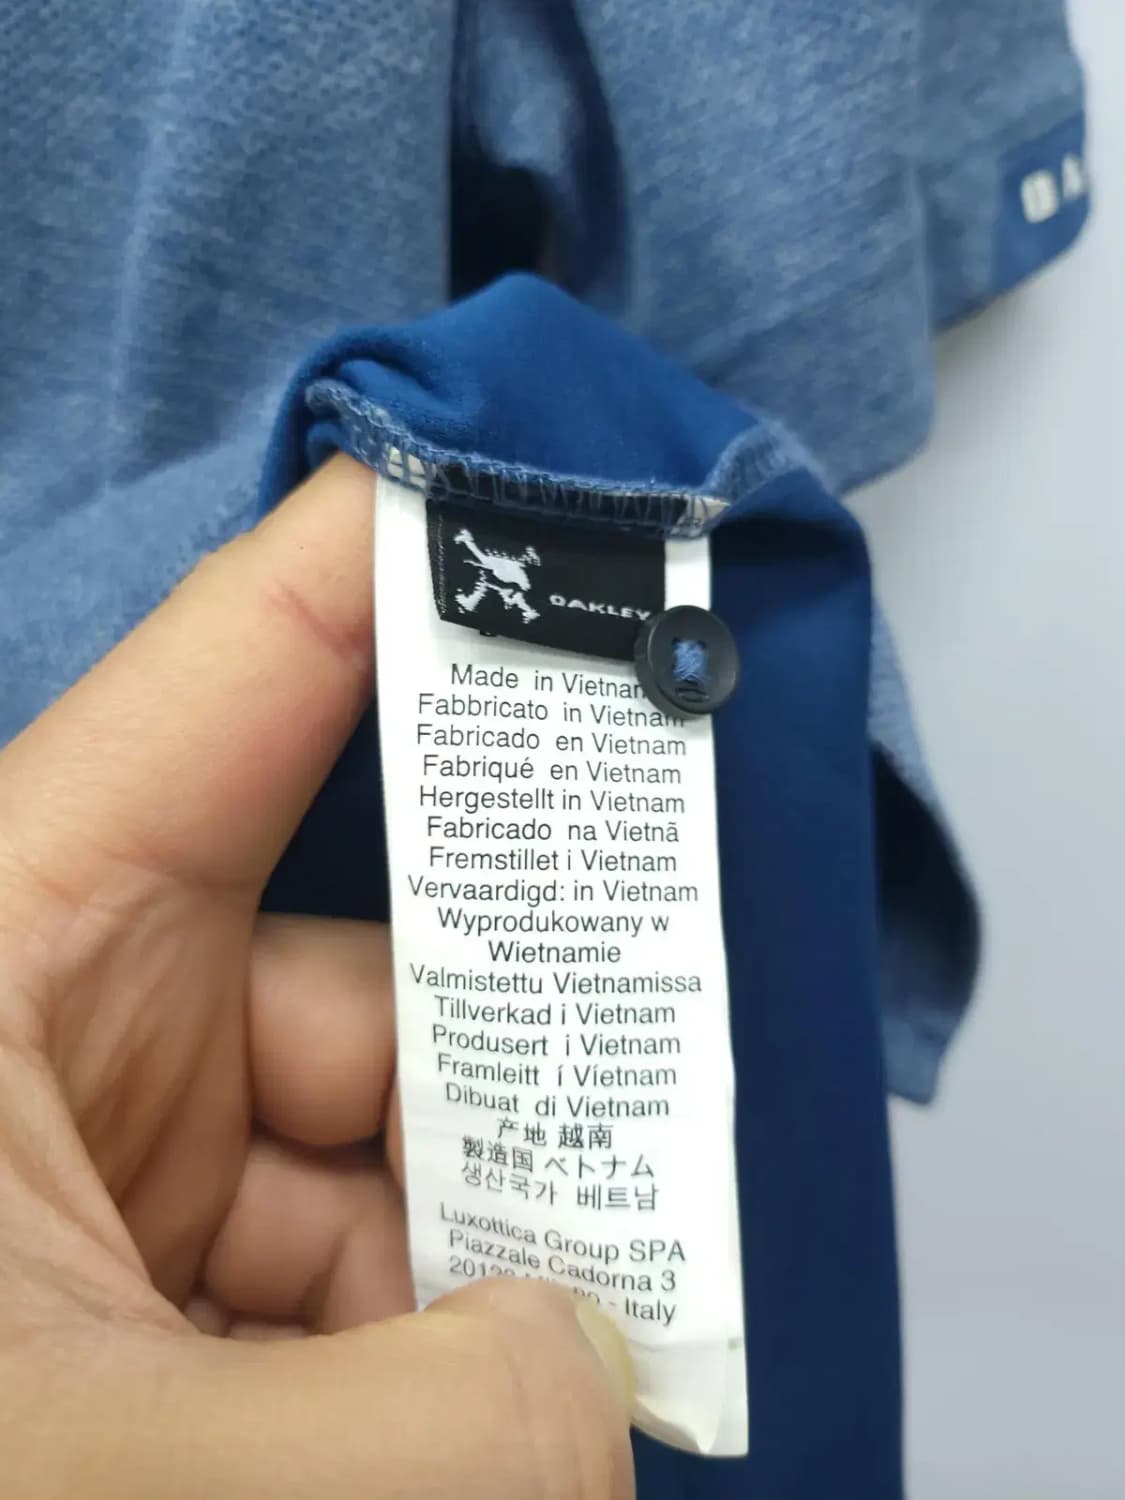 OAKLEY
Made in Vietnam
Fabbricato in Vietnam
Fabricado en Vietnam
Fabriqué en Vietnam
Hergestellt in Vietnam
Fabricado na Vietnã
Fremstillet i Vietnam
Vervaardigd: in Vietnam
Wyprodukowany w
Wietnamie
Valmistettu Vietnamissa
Tillverkad i Vietnam
Produsert i Vietnam
Framleitt í Víetnam
Dibuat di Vietnam
产地 越南
製造国 ベトナム
생산국가 베트남
Luxottica Group SPA
Piazzale Cadorna 3
- Italy